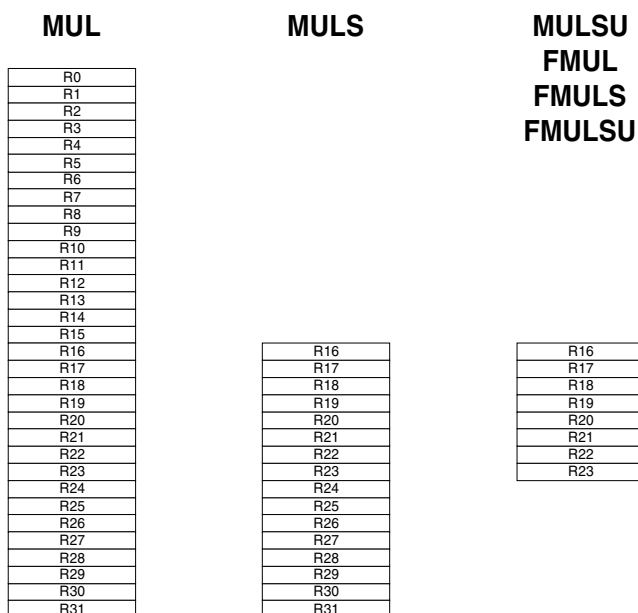 MUL
R0
R1
R2
R3
R4
R5
R6
R7
R8
R9
R10
R11
R12
R13
R14
R15
R16
R17
R18
R19
R20
R21
R22
R23
R24
R25
R26
R27
R28
R29
R30
R31
MULS
R16
R17
R18
R19
R20
R21
R22
R23
R24
R25
R26
R27
R28
R29
R30
R31
MULSU
FMUL
FMULS
FMULSU
R16
R17
R18
R19
R20
R21
R22
R23